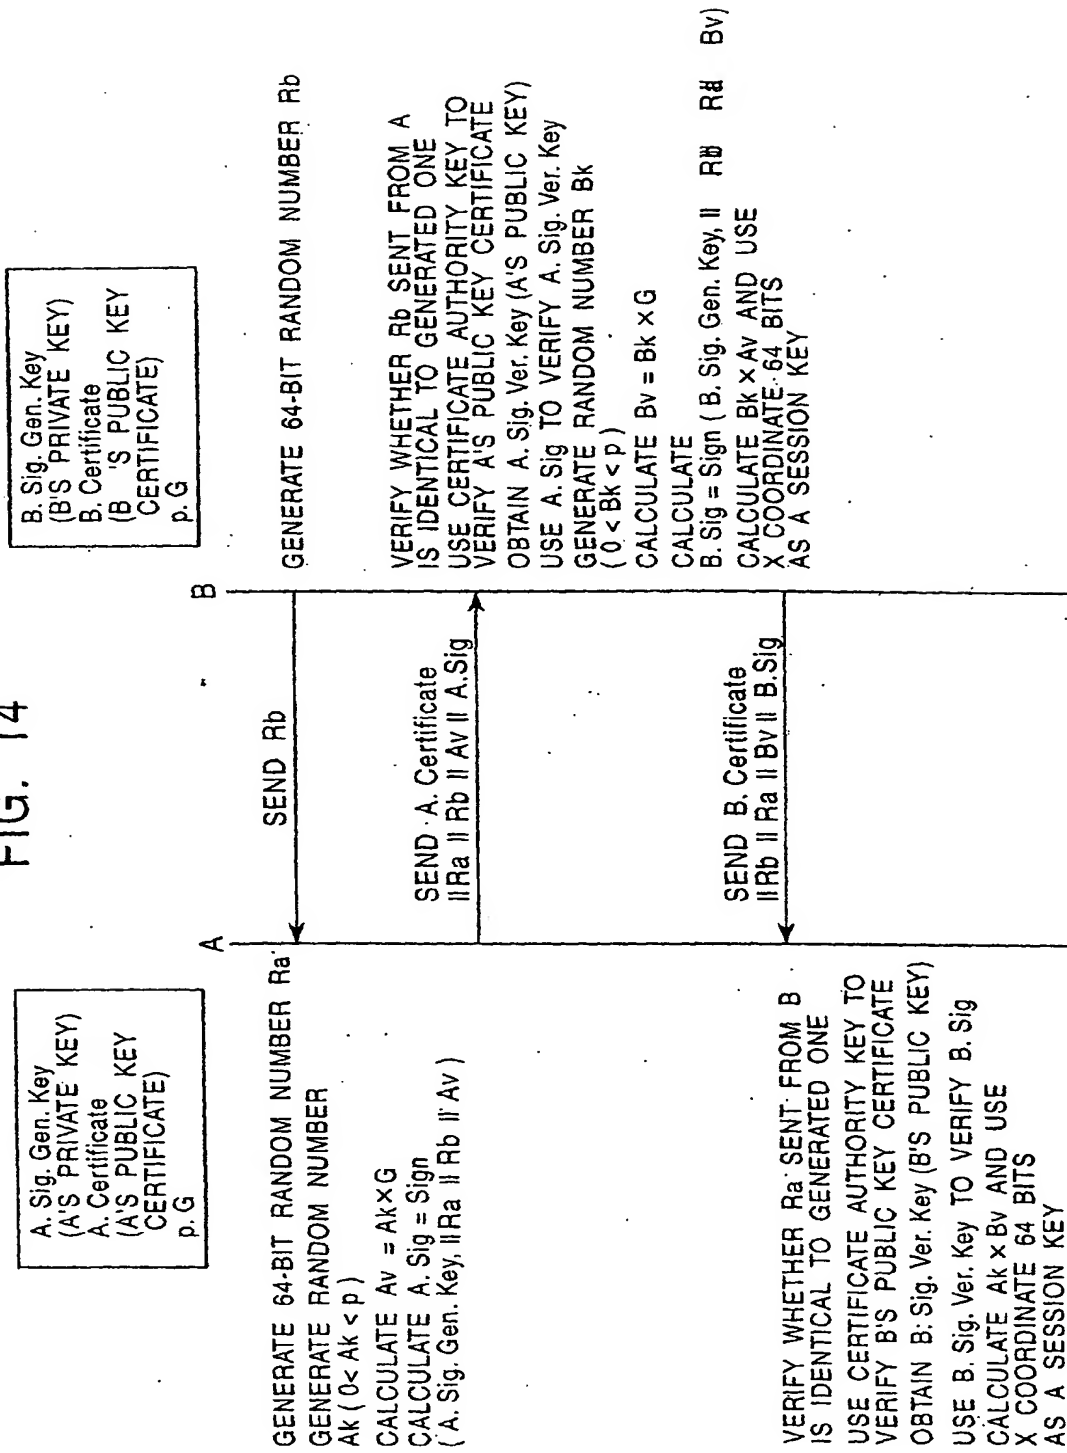 FIG. 14
A. Sig. Gen. Key
(A'S PRIVATE KEY)
A. Certificate
(A'S PUBLIC KEY
CERTIFICATE)
p. G
B. Sig. Gen. Key
(B'S PRIVATE KEY)
B. Certificate
(B 'S PUBLIC KEY
CERTIFICATE)
p. G
A
B
GENERATE 64-BIT RANDOM NUMBER Rb
SEND Rb
GENERATE 64-BIT RANDOM NUMBER Ra
GENERATE RANDOM NUMBER
Ak ( 0< Ak < p )
CALCULATE Av = Ak×G
CALCULATE A. Sig = Sign
( A. Sig. Gen. Key, II Ra II Rb II Av )
SEND A. Certificate
II Ra II Rb II Av II A.Sig
VERIFY WHETHER Rb SENT FROM A
IS IDENTICAL TO GENERATED ONE
USE CERTIFICATE AUTHORITY KEY TO
VERIFY A'S PUBLIC KEY CERTIFICATE
OBTAIN A. Sig. Ver. Key (A'S PUBLIC KEY)
USE A. Sig TO VERIFY A. Sig. Ver. Key
GENERATE RANDOM NUMBER Bk
( 0 < Bk < p )
CALCULATE Bv = Bk × G
CALCULATE
B. Sig = Sign ( B. Sig. Gen. Key, II Rb Ra Bv)
CALCULATE Bk × Av AND USE
X COORDINATE 64 BITS
AS A SESSION KEY
SEND B. Certificate
II Rb II Ra II Bv II B.Sig
VERIFY WHETHER Ra SENT FROM B
IS IDENTICAL TO GENERATED ONE
USE CERTIFICATE AUTHORITY KEY TO
VERIFY B'S PUBLIC KEY CERTIFICATE
OBTAIN B: Sig. Ver. Key (B'S PUBLIC KEY)
USE B. Sig. Ver. Key TO VERIFY B. Sig
CALCULATE Ak × Bv AND USE
X COORDINATE 64 BITS
AS A SESSION KEY